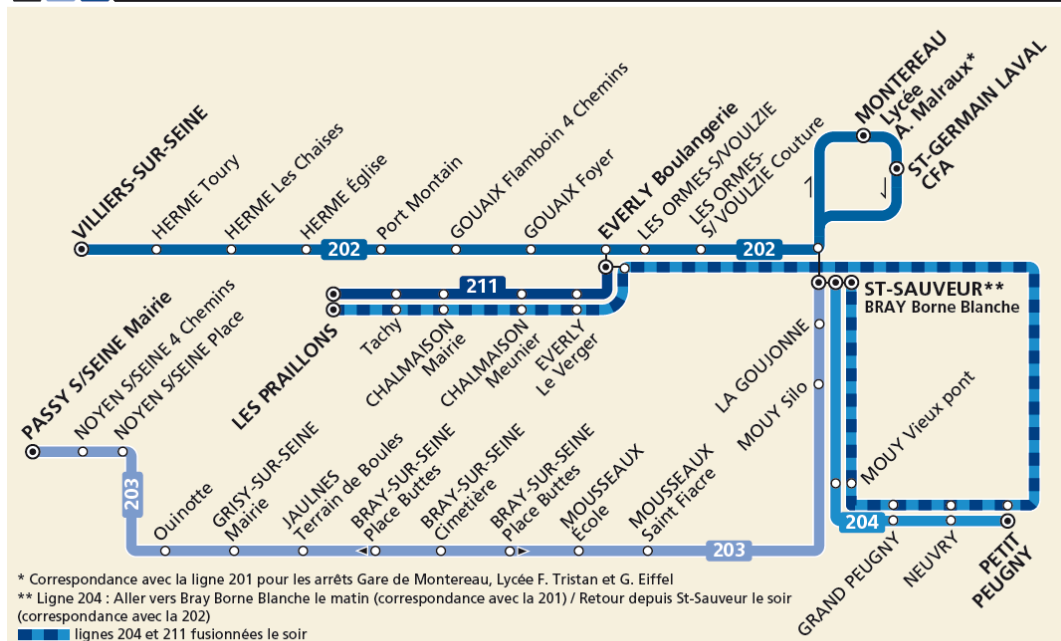 VILLIERS-SUR-SEINE
HERME Toury
HERME Les Chaises
HERME Église
Port Montain
GOUAIX Flamboin 4 Chemins
GOUAIX Foyer
EVERLY Boulangerie
LES ORMES-S/VOULZIE
LES ORMES-
S/ VOULZIE Couture
MONTEREAU
Lycée
A. Malraux*
ST-GERMAIN LAVAL
CFA
202
202
211
ST-SAUVEUR**
BRAY Borne Blanche
LES PRAILLONS
Tachy
CHALMAISON
Mairie
CHALMAISON
Meunier
EVERLY
Le Verger
LA GOUJONNE
MOUY Silo
MOUY Vieux pont
PASSY S/SEINE Mairie
NOYEN S/SEINE 4 Chemins
NOYEN S/SEINE Place
203
Ouinotte
GRISY-SUR-SEINE
Mairie
JAULNES
Terrain de Boules
BRAY-SUR-SEINE
Place Buttes
BRAY-SUR-SEINE
Cimetière
BRAY-SUR-SEINE
Place Buttes
MOUSSEAUX
École
MOUSSEAUX
Saint Fiacre
203
204
GRAND PEUGNY
NEUVRY
PETIT
PEUGNY
* Correspondance avec la ligne 201 pour les arrêts Gare de Montereau, Lycée F. Tristan et G. Eiffel
** Ligne 204 : Aller vers Bray Borne Blanche le matin (correspondance avec la 201) / Retour depuis St-Sauveur le soir
(correspondance avec la 202)
lignes 204 et 211 fusionnées le soir